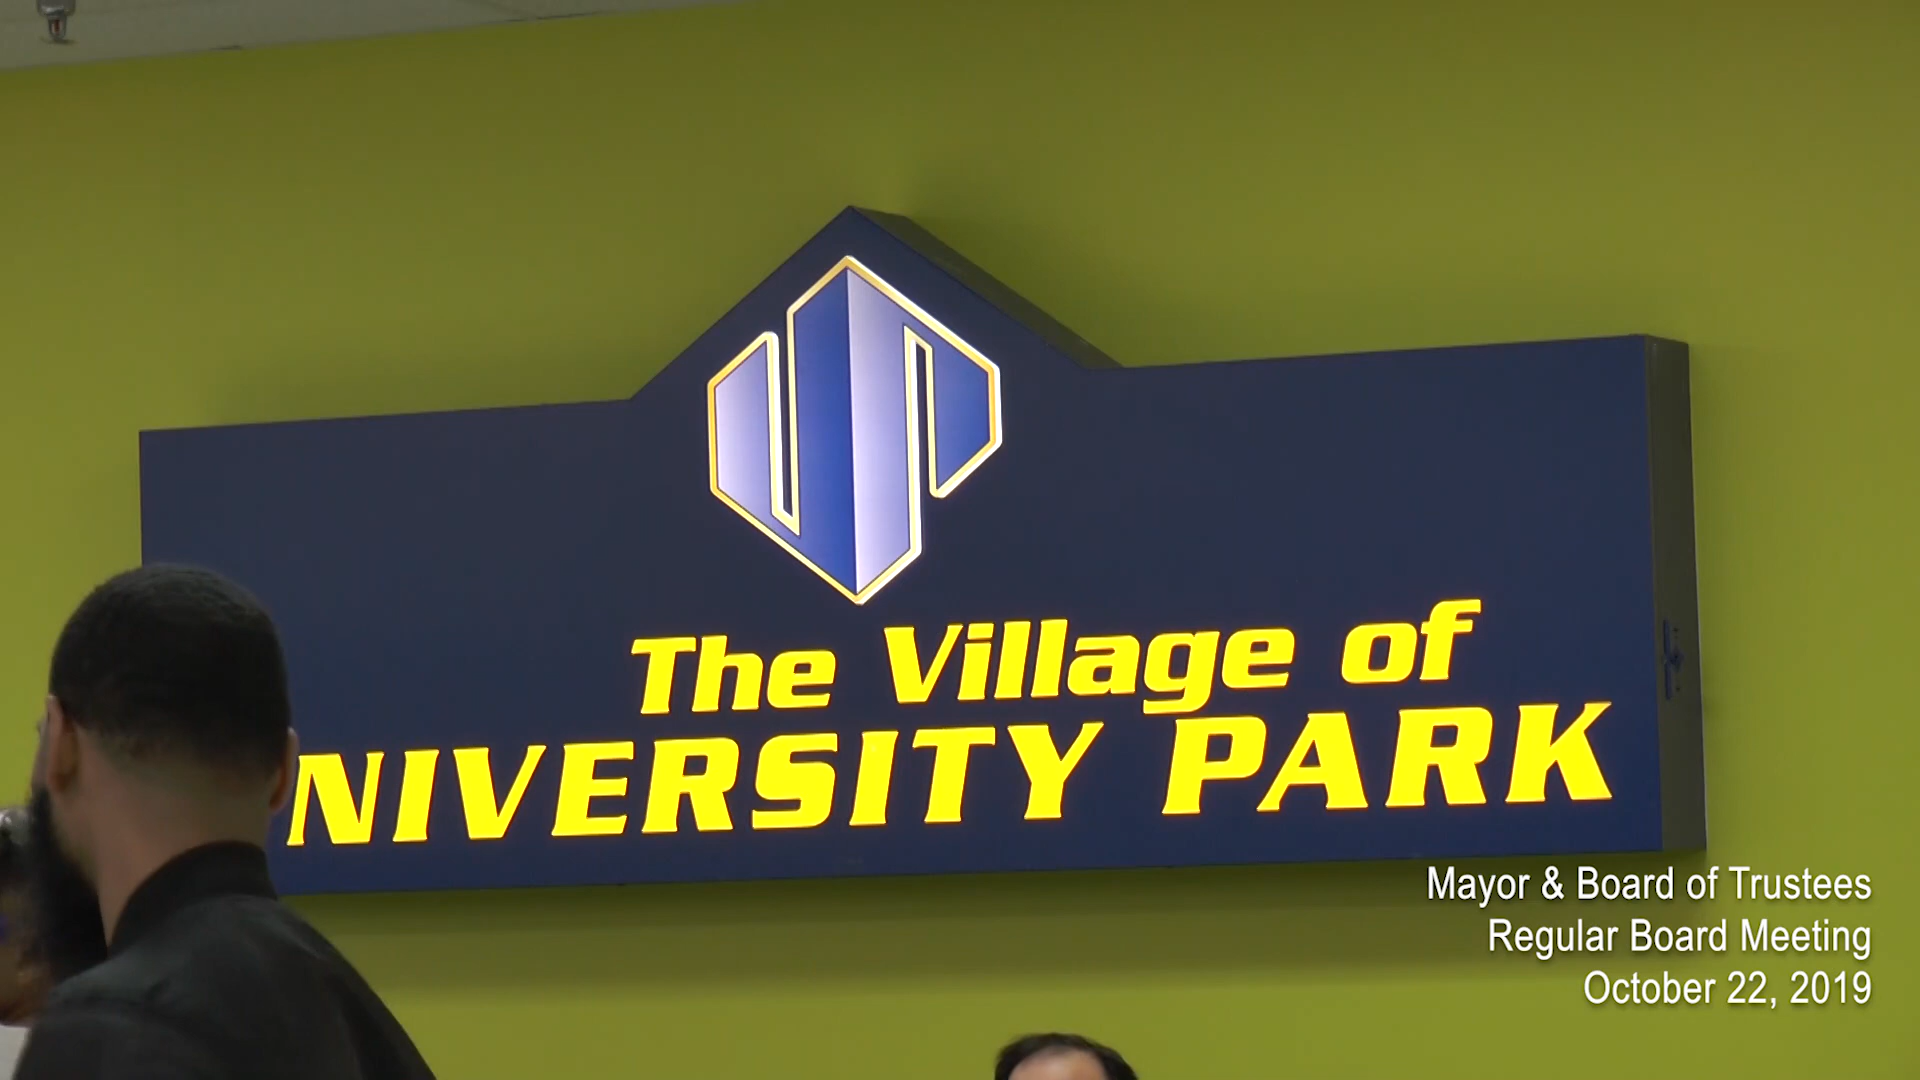 The Village of
NIVERSITY PARK
Mayor & Board of Trustees
Regular Board Meeting
October 22, 2019